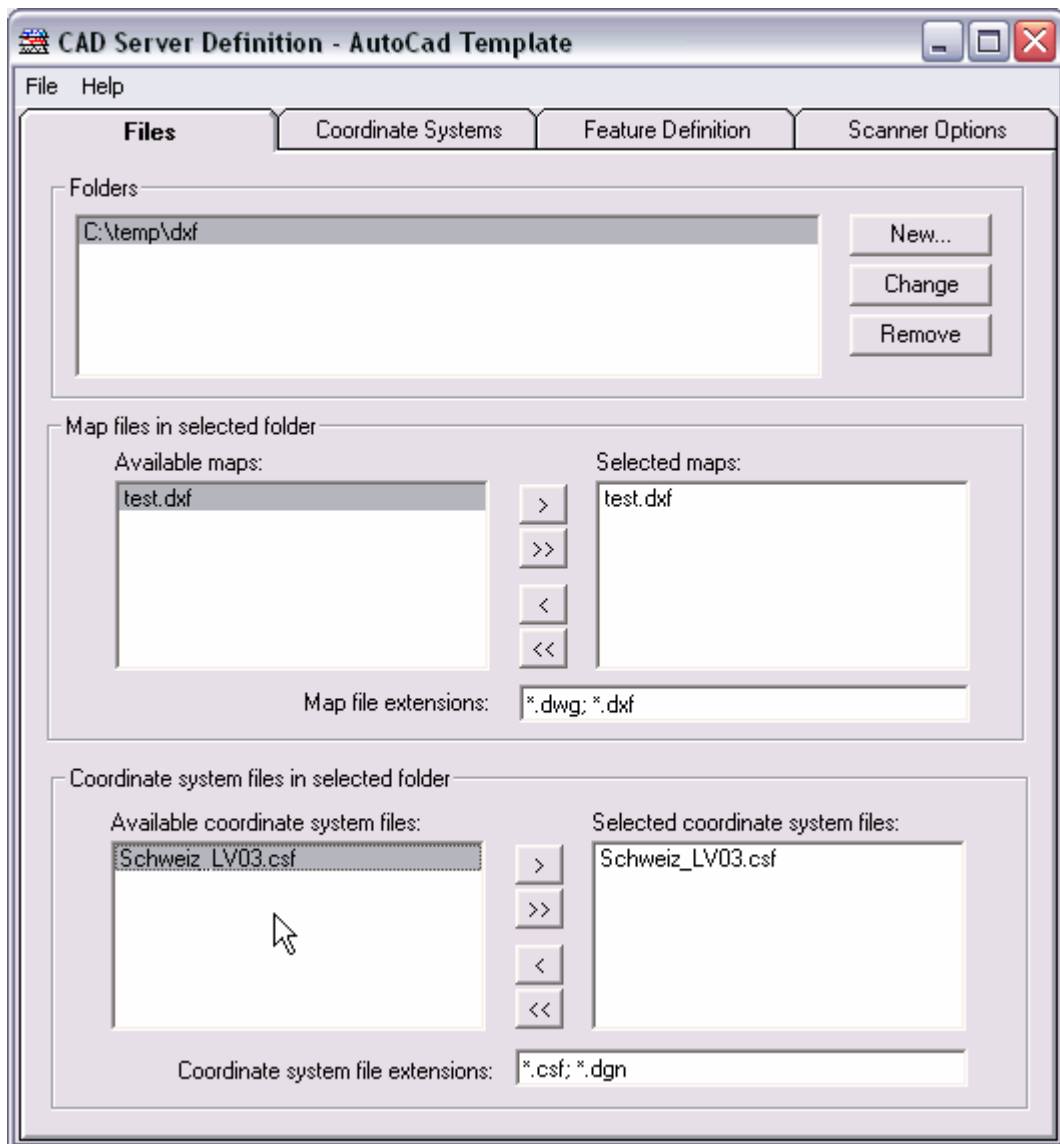 CAD Server Definition - AutoCad Template
File Help
Files Coordinate Systems Feature Definition Scanner Options
Folders
C:\temp\dxf
New...
Change
Remove
Map files in selected folder
Available maps: Selected maps:
test.dxf > test.dxf
>>
<
<<
Map file extensions: *.dwg; *.dxf
Coordinate system files in selected folder
Available coordinate system files: Selected coordinate system files:
Schweiz_LV03.csf > Schweiz_LV03.csf
>>
<
<<
Coordinate system file extensions: *.csf; *.dgn